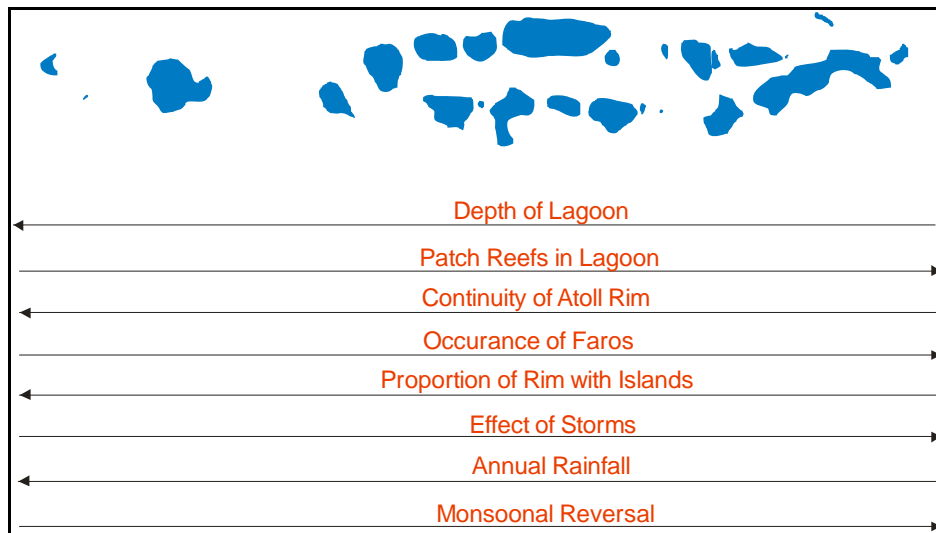 Depth of Lagoon
Patch Reefs in Lagoon
Continuity of Atoll Rim
Occurance of Faros
Proportion of Rim with Islands
Effect of Storms
Annual Rainfall
Monsoonal Reversal